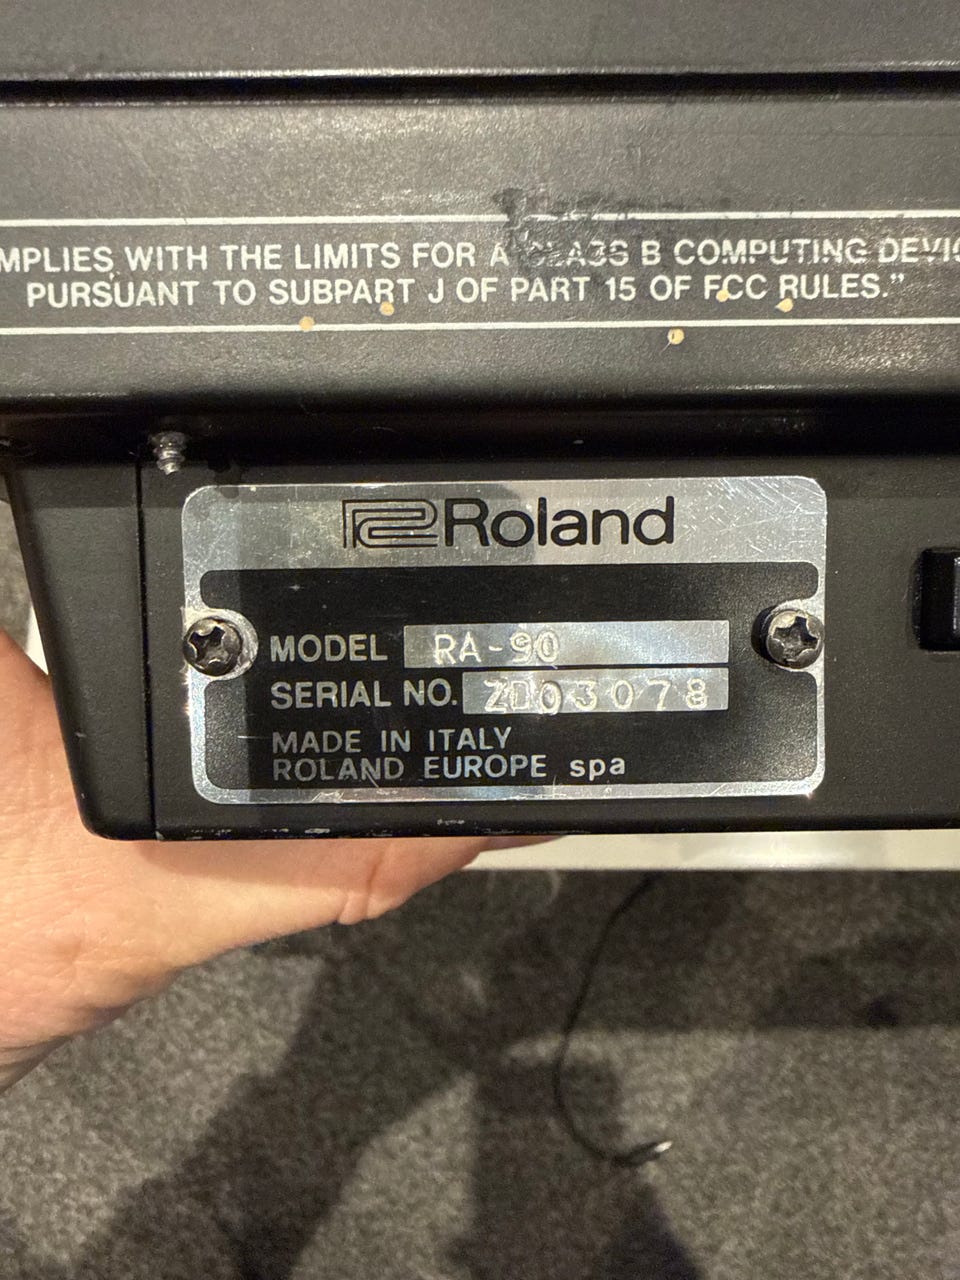 MPLIES WITH THE LIMITS FOR A CLASS B COMPUTING DEVIC
PURSUANT TO SUBPART J OF PART 15 OF FCC RULES.”
Roland
MODEL RA-90
SERIAL NO. ZD03078
MADE IN ITALY
ROLAND EUROPE spa